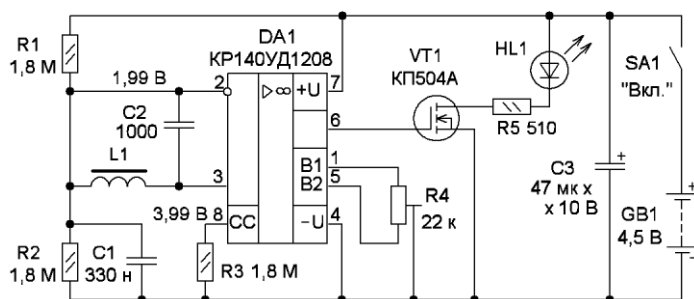 DA1
КР140УД1208
R1
1,8 М
1,99 В
2
▷∞
+U
7
VT1
КП504А
HL1
SA1
"Вкл."
C2
1000
6
R5 510
L1
3
B1
1
B2
5
R4
22 к
C3
47 мк х
х 10 В
GB1
4,5 В
3,99 В
8
CC
−U
4
R2
1,8 М
C1
330 н
R3 1,8 М
+
+
−